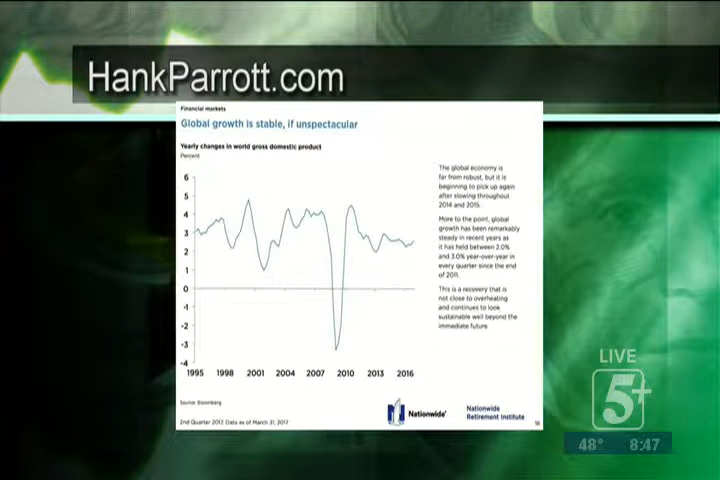 HankParrott.com
Financial markets
Global growth is stable, if unspectacular
Yearly changes in world gross domestic product
Percent
6
5
4
3
2
1
0
-1
-2
-3
-4
1995 1998 2001 2004 2007 2010 2013 2016
The global economy is
far from robust, but it is
beginning to pick up again
after slowing throughout
2014 and 2015.
More to the point, global
growth has been remarkably
steady in recent years as
it has held between 2.0%
and 3.0% year-over-year in
every quarter since the end
of 2011.
This is a recovery that is
not close to overheating
and continues to look
sustainable well beyond the
immediate future.
Source: Bloomberg
2nd Quarter 2017. Data as of March 31, 2017
Nationwide®
Nationwide
Retirement Institute
LIVE
5+
48° 8:47